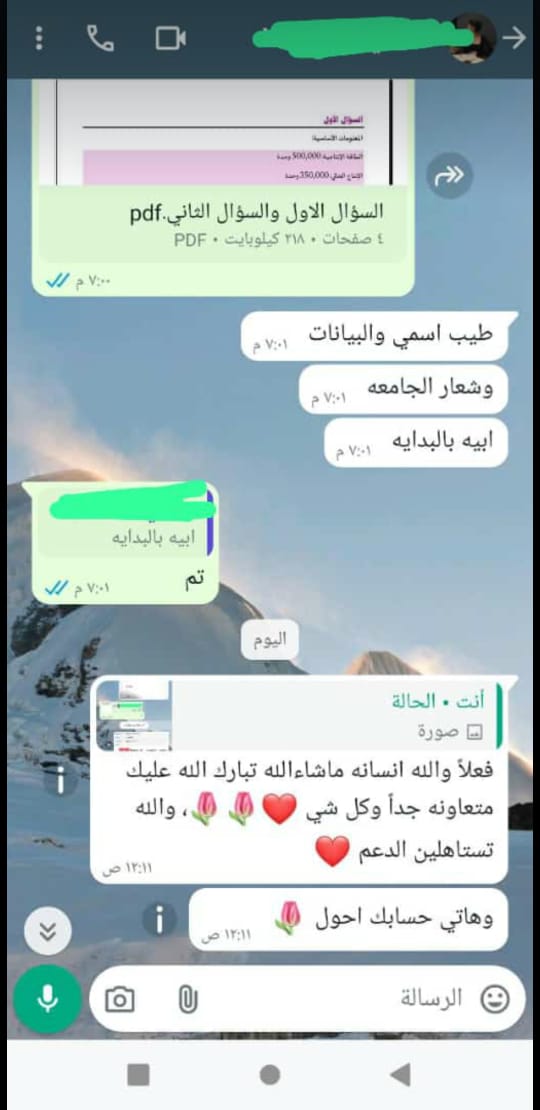 السؤال الأول
المعلومات الأساسية:
الطاقة الإنتاجية 500,000 وحدة
الإنتاج الحالي 350,000 وحدة
السؤال الاول والسؤال الثاني.pdf
٤ صفحات • ٢١٨ كيلوبايت • PDF
٧:٠٠ م
طيب اسمي والبيانات
٧:٠١ م
وشعار الجامعه
٧:٠١ م
ابيه بالبدايه
٧:٠١ م
ابيه بالبدايه
تم
٧:٠١ م
اليوم
أنت • الحالة
صورة
فعلاً والله انسانه ماشاءالله تبارك الله عليك
متعاونه جداً وكل شي ❤️🌷🌷، والله
تستاهلين الدعم ❤️
١٢:١١ ص
وهاتي حسابك احول 🌷
١٢:١١ ص
الرسالة